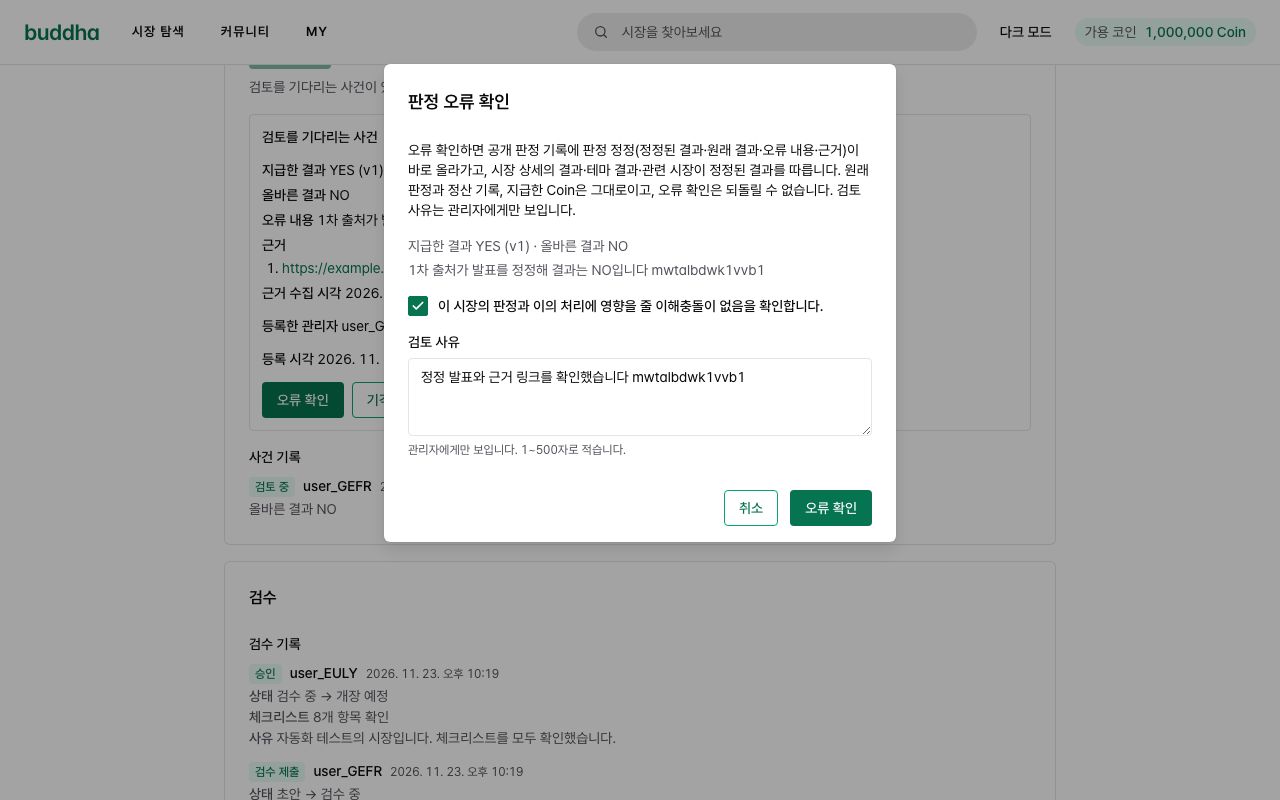 buddha
시장 탐색
커뮤니티
MY
시장을 찾아보세요
다크 모드
가용 코인 1,000,000 Coin
검토를 기다리는 사건이
검토를 기다리는 사건
지급한 결과 YES (v1)
올바른 결과 NO
오류 내용 1차 출처가
근거
1. https://example.
근거 수집 시각 2026.
등록한 관리자 user_G
등록 시각 2026. 11.
오류 확인
사건 기록
검토 중 user_GEFR
올바른 결과 NO
판정 오류 확인
오류 확인하면 공개 판정 기록에 판정 정정(정정된 결과·원래 결과·오류 내용·근거)이
바로 올라가고, 시장 상세의 결과·테마 결과·관련 시장이 정정된 결과를 따릅니다. 원래
판정과 정산 기록, 지급한 Coin은 그대로이고, 오류 확인은 되돌릴 수 없습니다. 검토
사유는 관리자에게만 보입니다.
지급한 결과 YES (v1) · 올바른 결과 NO
1차 출처가 발표를 정정해 결과는 NO입니다 mwtalbdwk1vvb1
이 시장의 판정과 이의 처리에 영향을 줄 이해충돌이 없음을 확인합니다.
검토 사유
정정 발표와 근거 링크를 확인했습니다 mwtalbdwk1vvb1
관리자에게만 보입니다. 1~500자로 적습니다.
취소
오류 확인
검수
검수 기록
승인 user_EULY 2026. 11. 23. 오후 10:19
상태 검수 중 → 개장 예정
체크리스트 8개 항목 확인
사유 자동화 테스트의 시장입니다. 체크리스트를 모두 확인했습니다.
검수 제출 user_GEFR 2026. 11. 23. 오후 10:19
상태 초안 → 검수 중